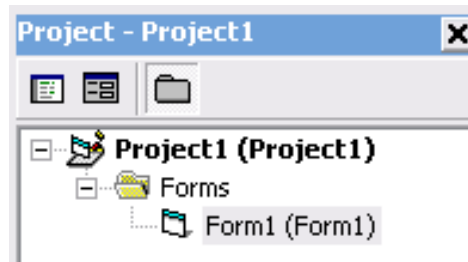 Project - Project1
Project1 (Project1)
Forms
Form1 (Form1)